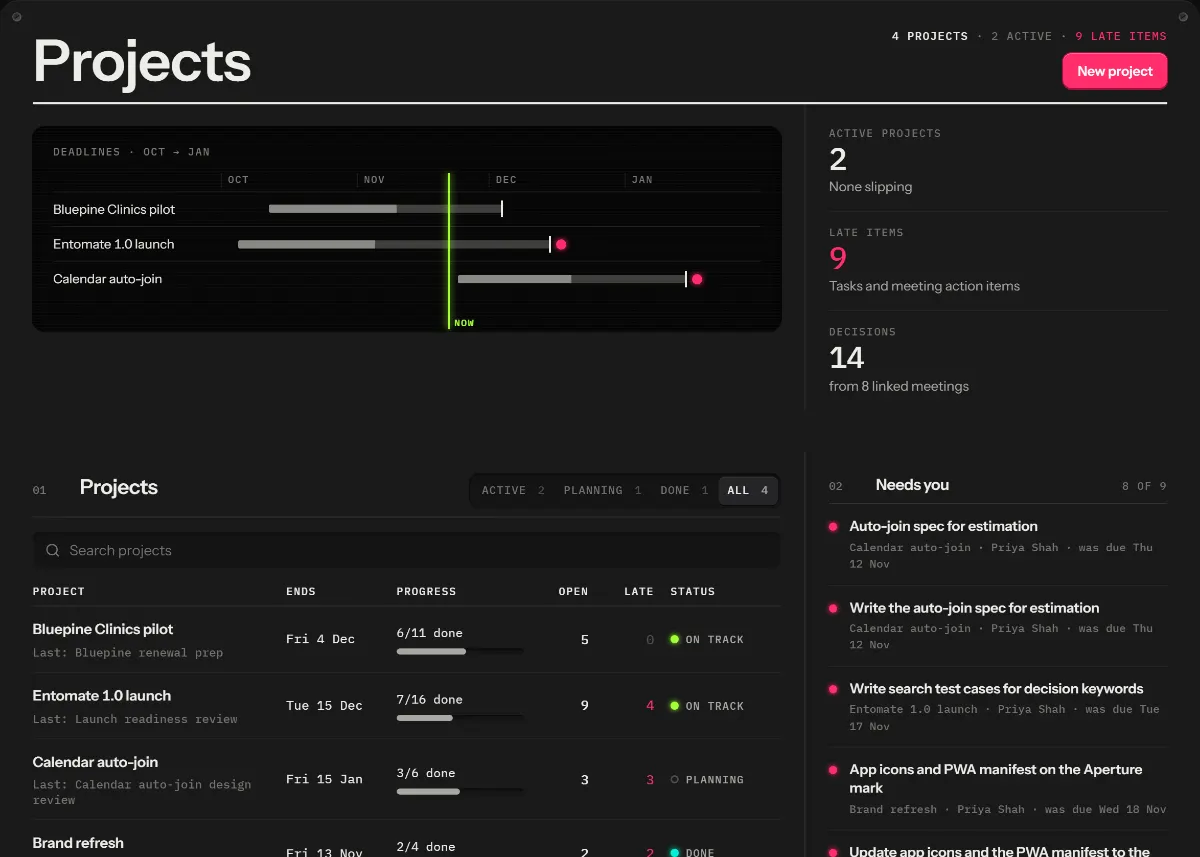 Projects
4 PROJECTS · 2 ACTIVE · 9 LATE ITEMS
New project
DEADLINES · OCT → JAN
OCT NOV DEC JAN
Bluepine Clinics pilot
Entomate 1.0 launch
Calendar auto-join
NOW
ACTIVE PROJECTS
2
None slipping
LATE ITEMS
9
Tasks and meeting action items
DECISIONS
14
from 8 linked meetings
01 Projects
ACTIVE 2 PLANNING 1 DONE 1 ALL 4
Search projects
PROJECT ENDS PROGRESS OPEN LATE STATUS
Bluepine Clinics pilot
Last: Bluepine renewal prep
Fri 4 Dec
6/11 done
5
0
ON TRACK
Entomate 1.0 launch
Last: Launch readiness review
Tue 15 Dec
7/16 done
9
4
ON TRACK
Calendar auto-join
Last: Calendar auto-join design
review
Fri 15 Jan
3/6 done
3
3
PLANNING
Brand refresh
Fri 13 Nov
2/4 done
2
2
DONE
02 Needs you 8 OF 9
Auto-join spec for estimation
Calendar auto-join · Priya Shah · was due Thu
12 Nov
Write the auto-join spec for estimation
Calendar auto-join · Priya Shah · was due Thu
12 Nov
Write search test cases for decision keywords
Entomate 1.0 launch · Priya Shah · was due Tue
17 Nov
App icons and PWA manifest on the Aperture
mark
Brand refresh · Priya Shah · was due Wed 18 Nov
Update app icons and the PWA manifest to the